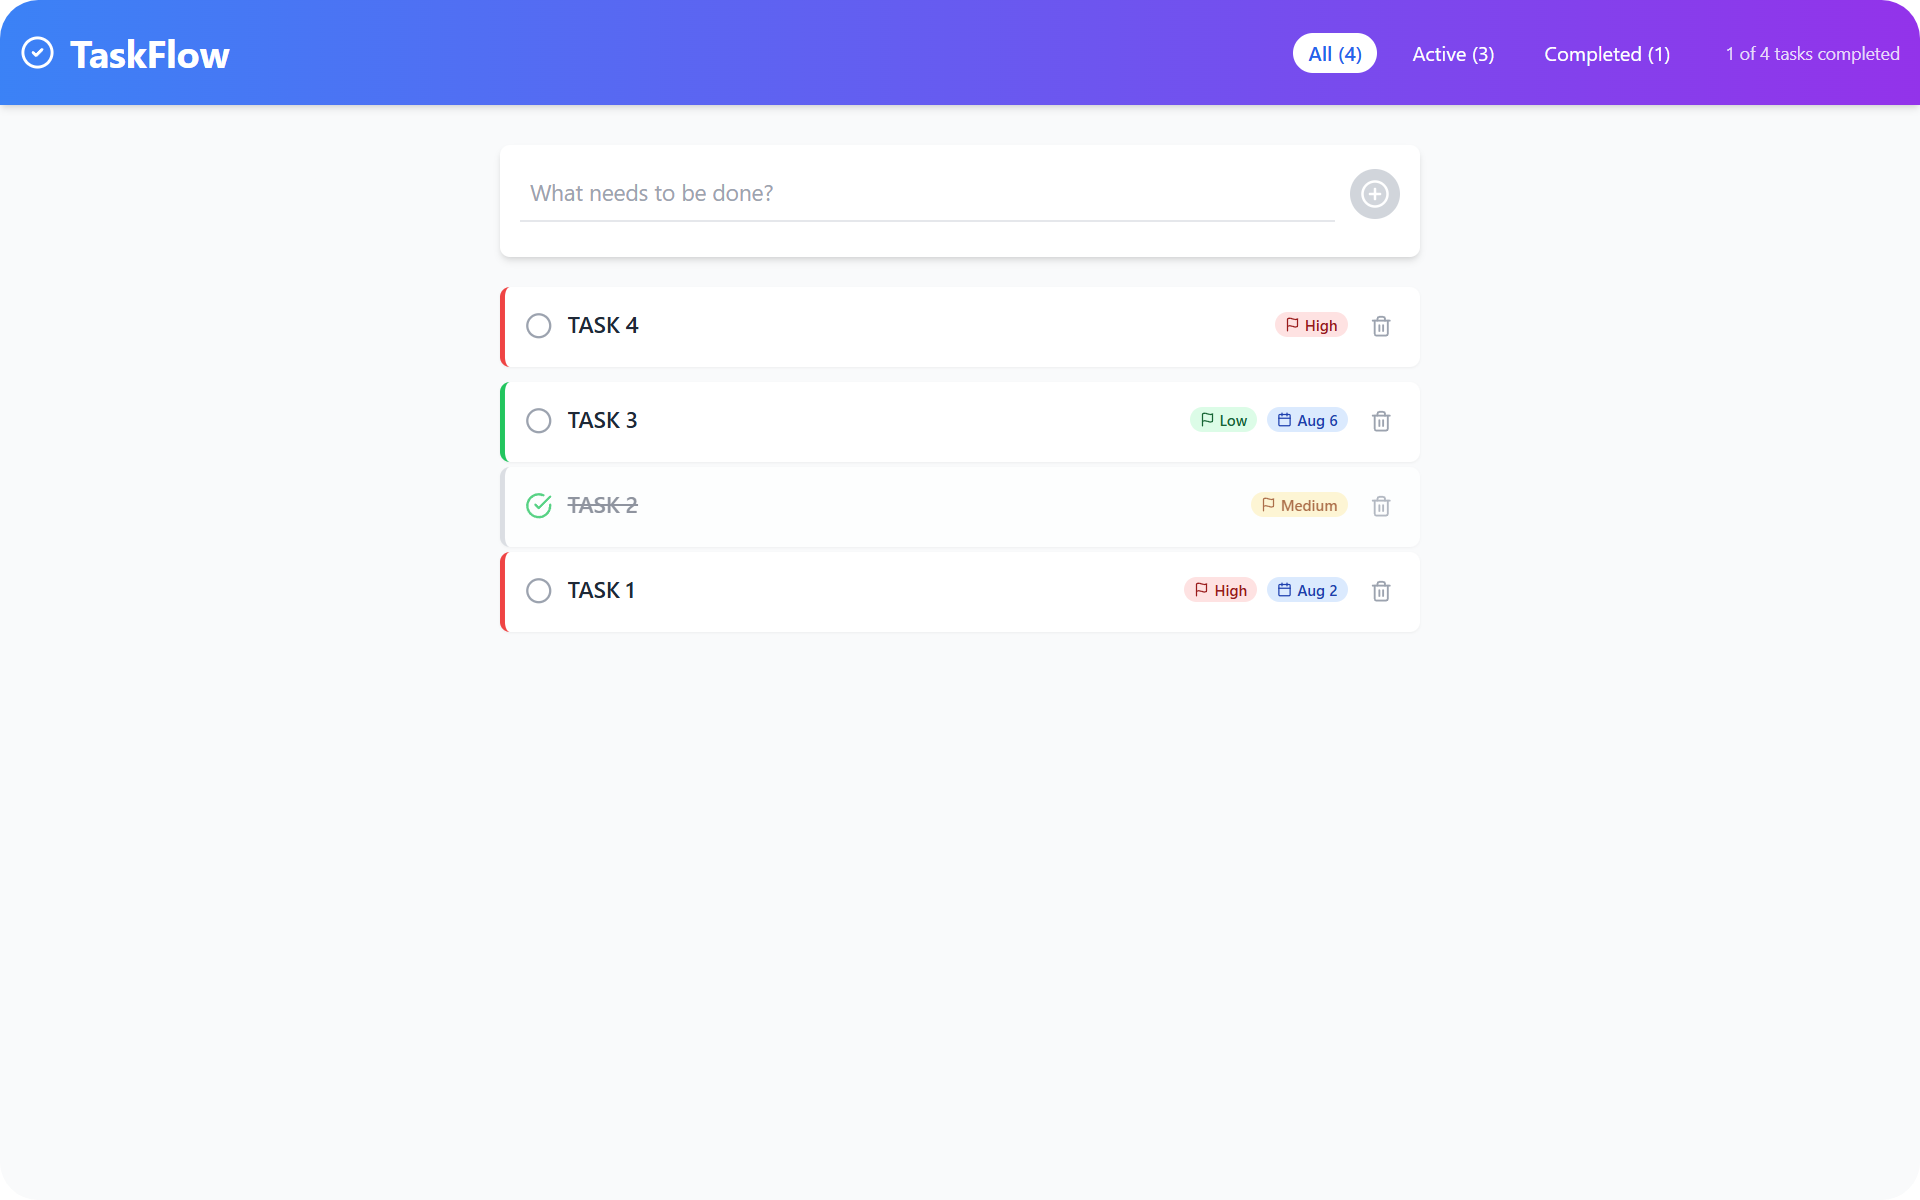 TaskFlow
All (4)
Active (3)
Completed (1)
1 of 4 tasks completed
What needs to be done?
TASK 4
High
TASK 3
Low
Aug 6
TASK 2
Medium
TASK 1
High
Aug 2